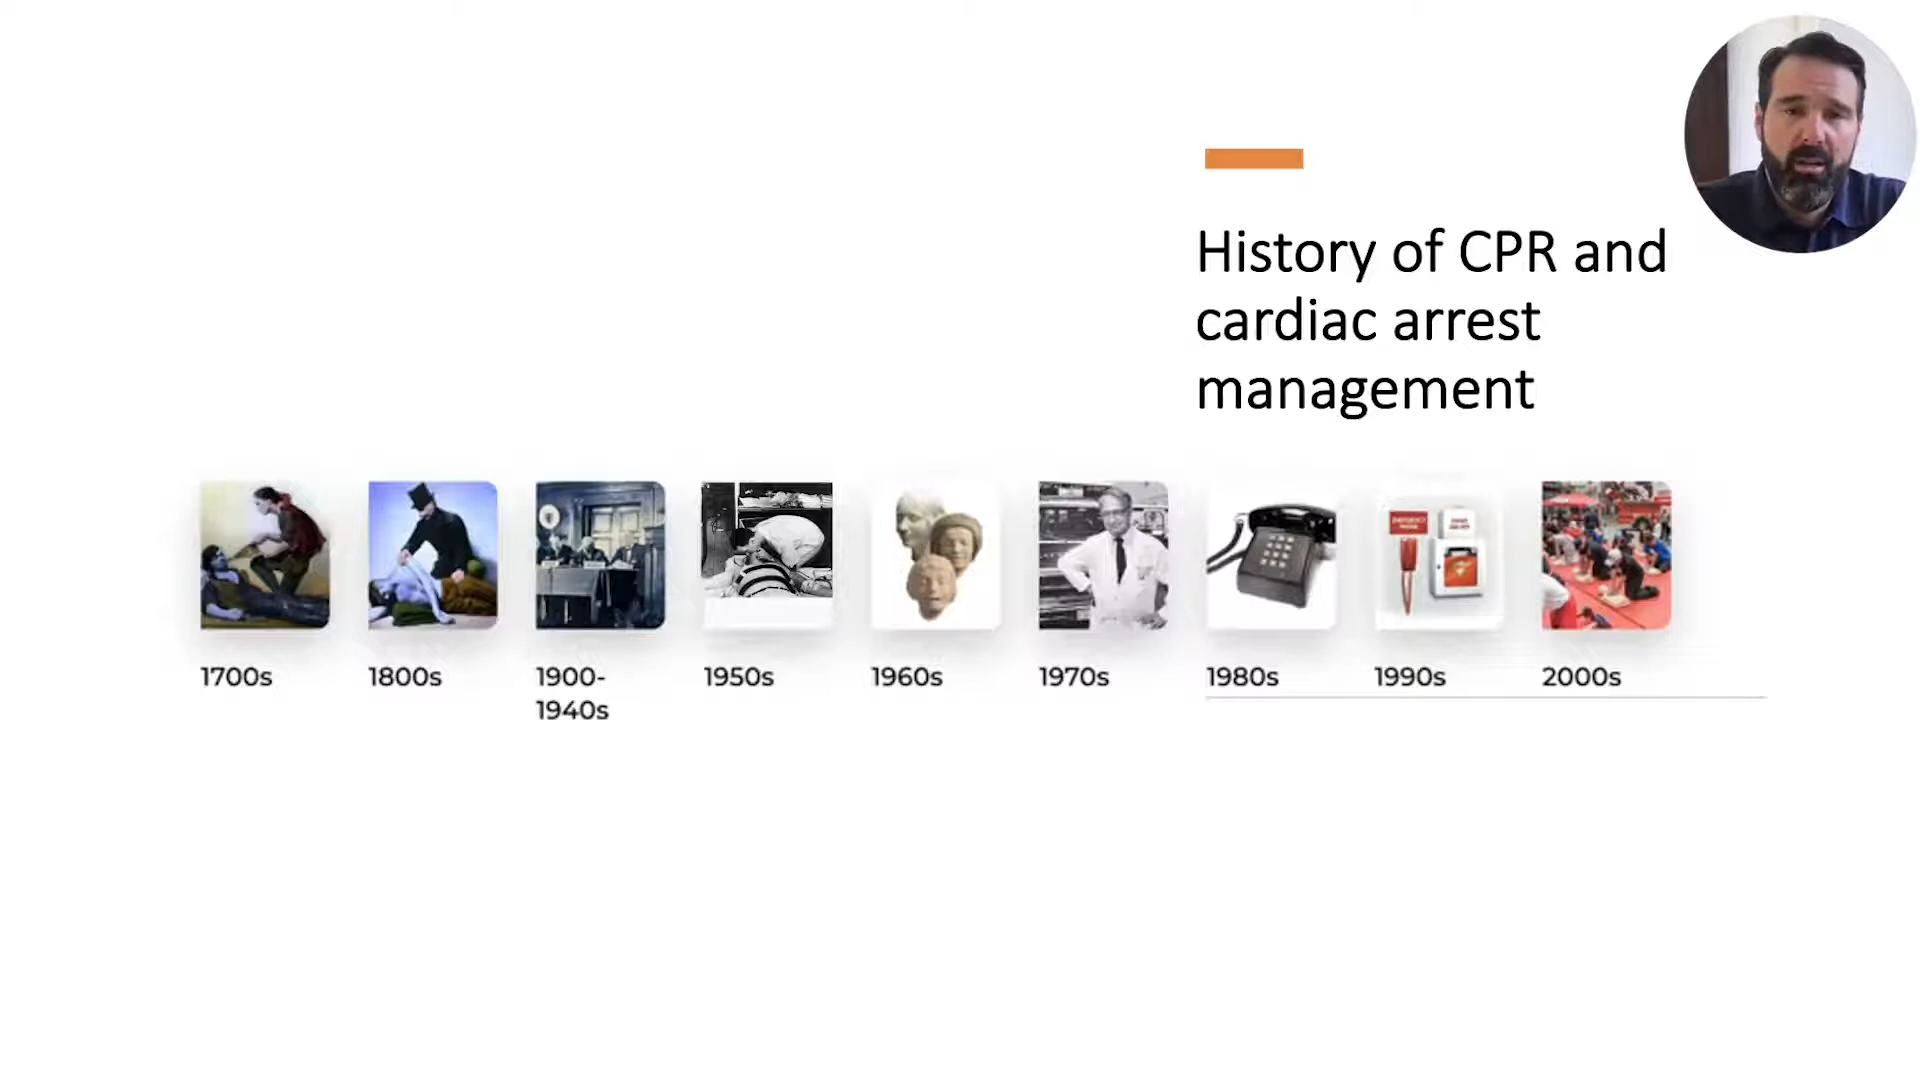 History of CPR and
cardiac arrest
management
1700s
1800s
1900-
1940s
1950s
1960s
1970s
1980s
1990s
2000s